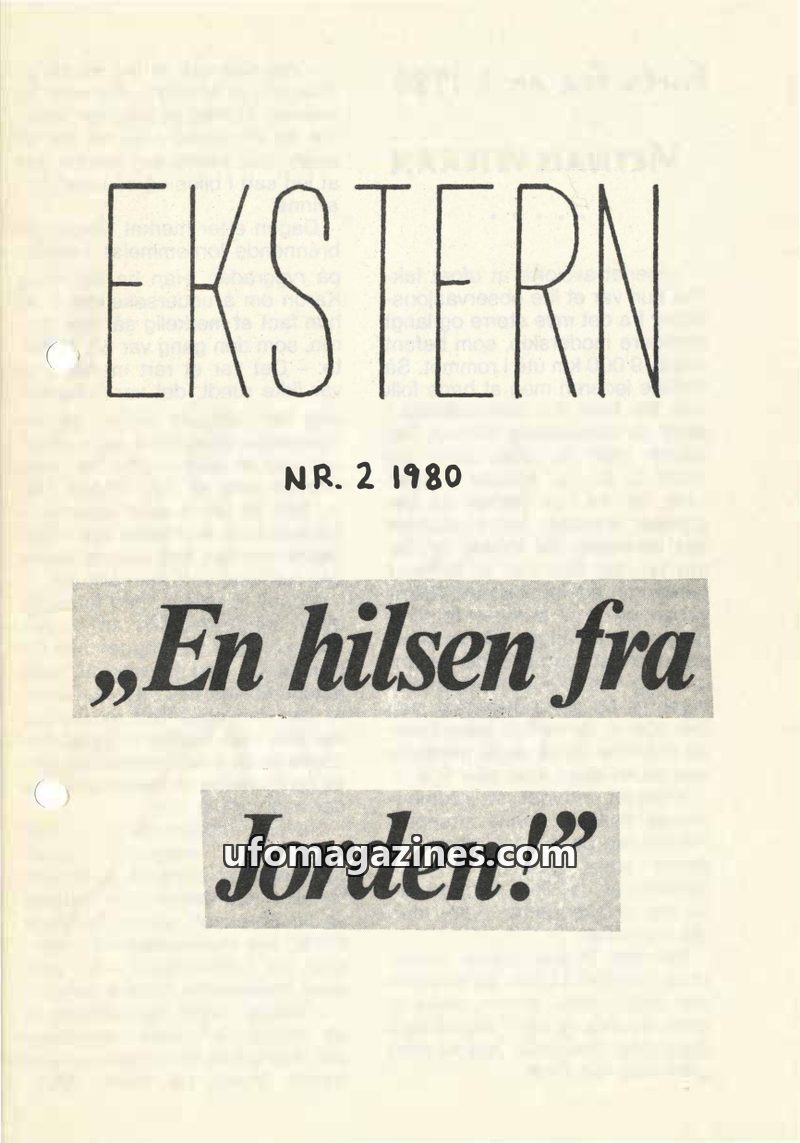 EKSTERN
NR. 2 1980
„En hilsen fra
Jorden!”
ufomagazines.com